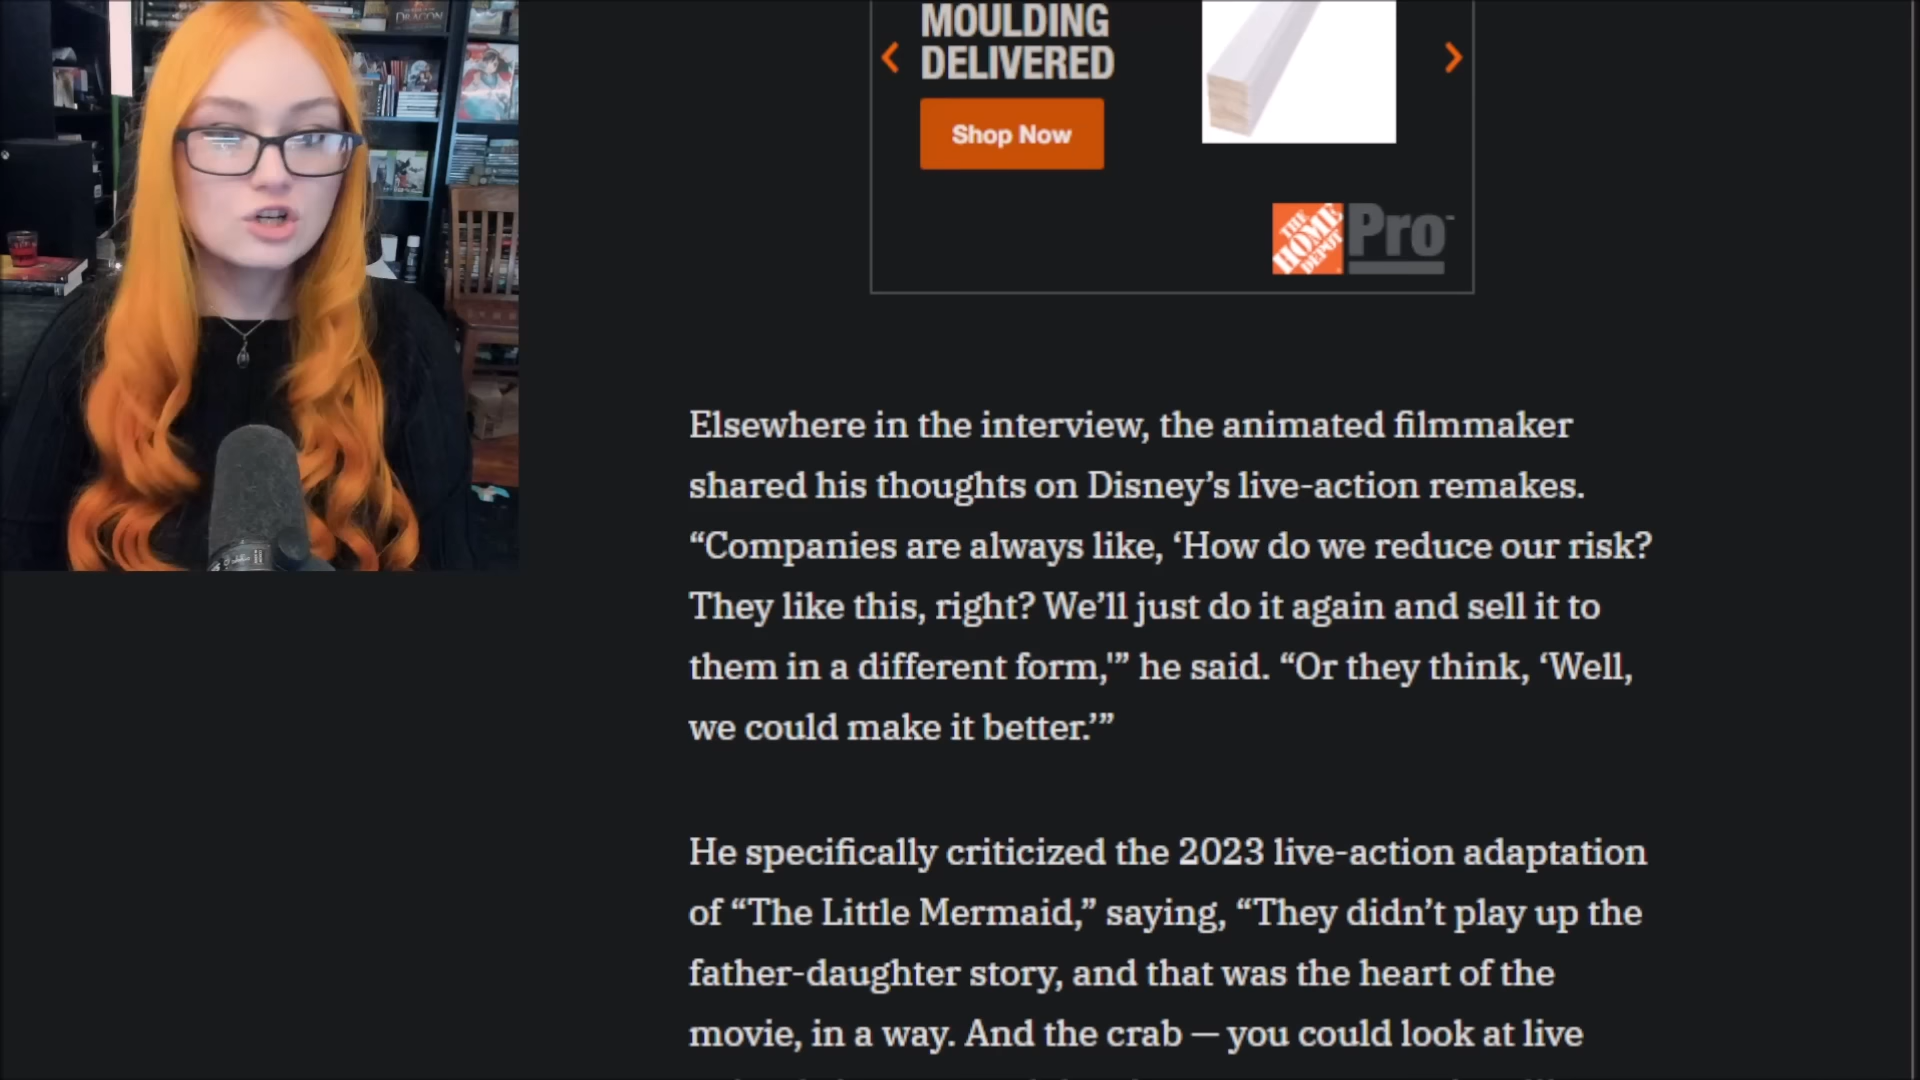 DRAGON
MOULDING
DELIVERED
Shop Now
THE
HOME
DEPOT
Pro
Elsewhere in the interview, the animated filmmaker
shared his thoughts on Disney’s live-action remakes.
“Companies are always like, ‘How do we reduce our risk?
They like this, right? We’ll just do it again and sell it to
them in a different form,'” he said. “Or they think, ‘Well,
we could make it better.’”
He specifically criticized the 2023 live-action adaptation
of “The Little Mermaid,” saying, “They didn’t play up the
father-daughter story, and that was the heart of the
movie, in a way. And the crab — you could look at live